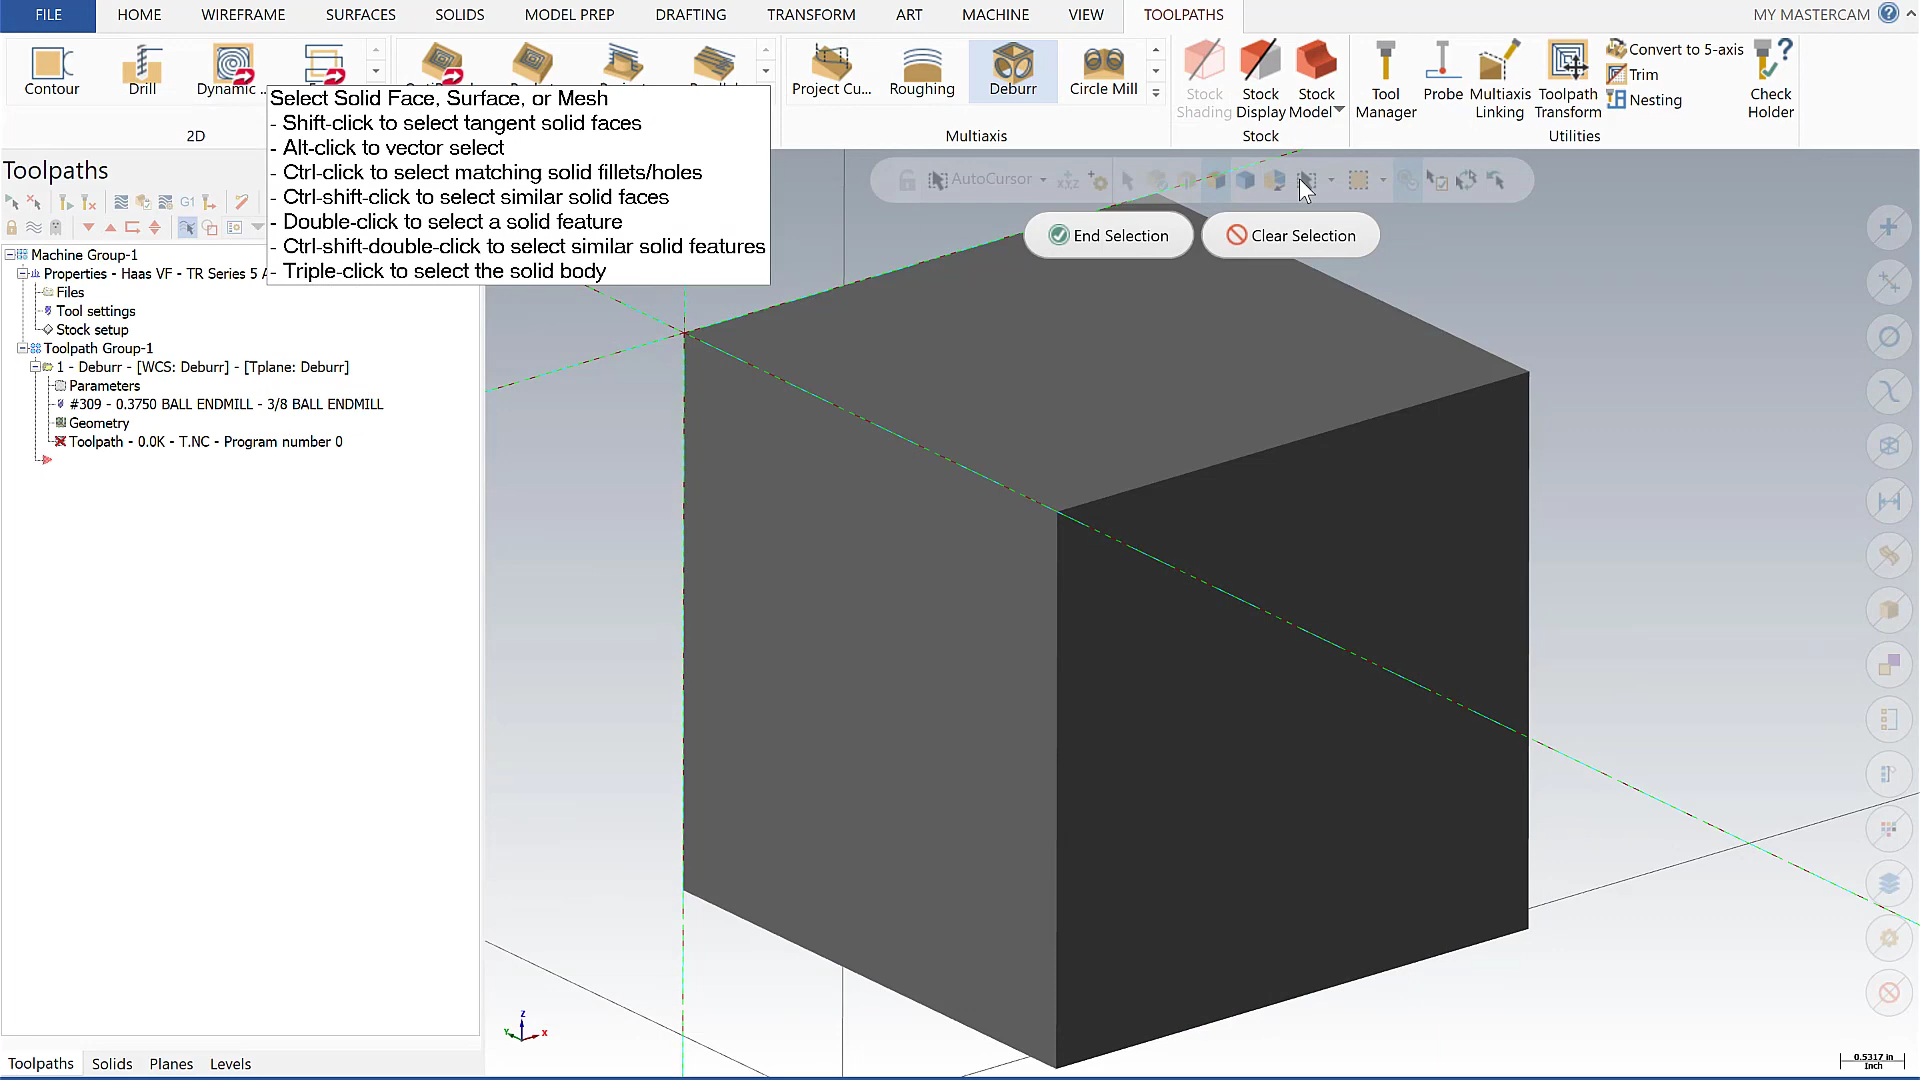 FILE
HOME
WIREFRAME
SURFACES
SOLIDS
MODEL PREP
DRAFTING
TRANSFORM
ART
MACHINE
VIEW
TOOLPATHS
MY MASTERCAM
Contour
Drill
Dynamic ...
2D
Project Cu...
Roughing
Deburr
Circle Mill
Multiaxis
Stock Shading
Stock Display
Stock Model
Stock
Tool Manager
Probe
Multiaxis Linking
Toolpath Transform
Convert to 5-axis
Trim
Nesting
Utilities
Check Holder
Select Solid Face, Surface, or Mesh
- Shift-click to select tangent solid faces
- Alt-click to vector select
- Ctrl-click to select matching solid fillets/holes
- Ctrl-shift-click to select similar solid faces
- Double-click to select a solid feature
- Ctrl-shift-double-click to select similar solid features
- Triple-click to select the solid body
AutoCursor
End Selection
Clear Selection
Toolpaths
G1
Machine Group-1
Properties - Haas VF - TR Series 5 A
Files
Tool settings
Stock setup
Toolpath Group-1
1 - Deburr - [WCS: Deburr] - [Tplane: Deburr]
Parameters
#309 - 0.3750 BALL ENDMILL - 3/8 BALL ENDMILL
Geometry
Toolpath - 0.0K - T.NC - Program number 0
Z
Y
X
0.5317 in
Inch
Toolpaths
Solids
Planes
Levels